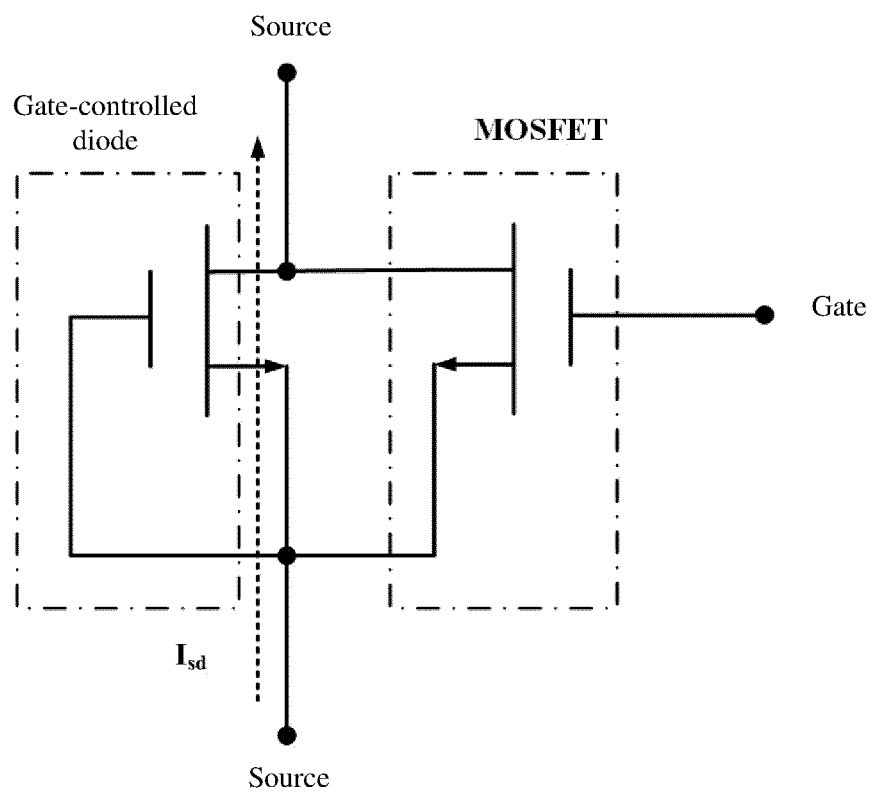 Source
Gate-controlled
diode
MOSFET
Gate
Isd
Source